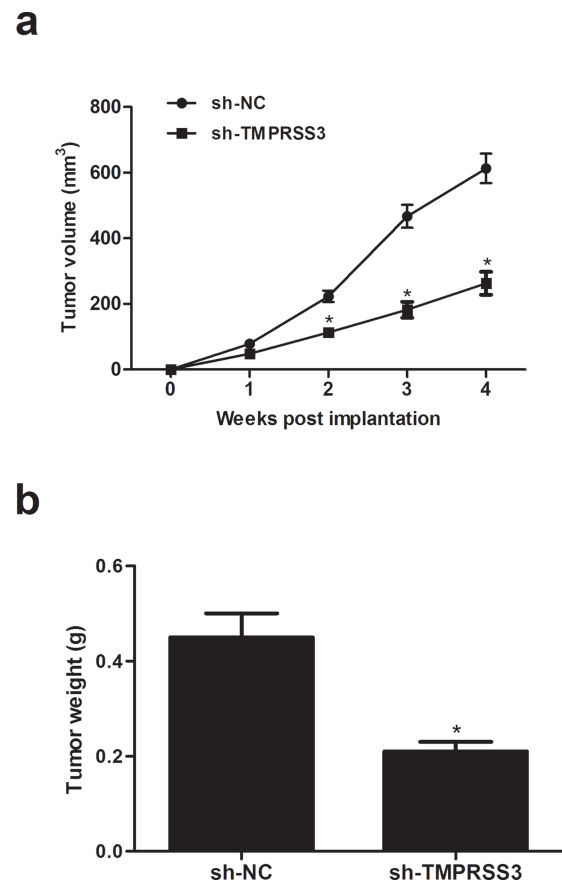 a
sh-NC
sh-TMPRSS3
800
600
400
200
0
Tumor volume (mm³)
*
*
*
0 1 2 3 4
Weeks post implantation
b
0.6
0.4
0.2
0.0
Tumor weight (g)
*
sh-NC sh-TMPRSS3